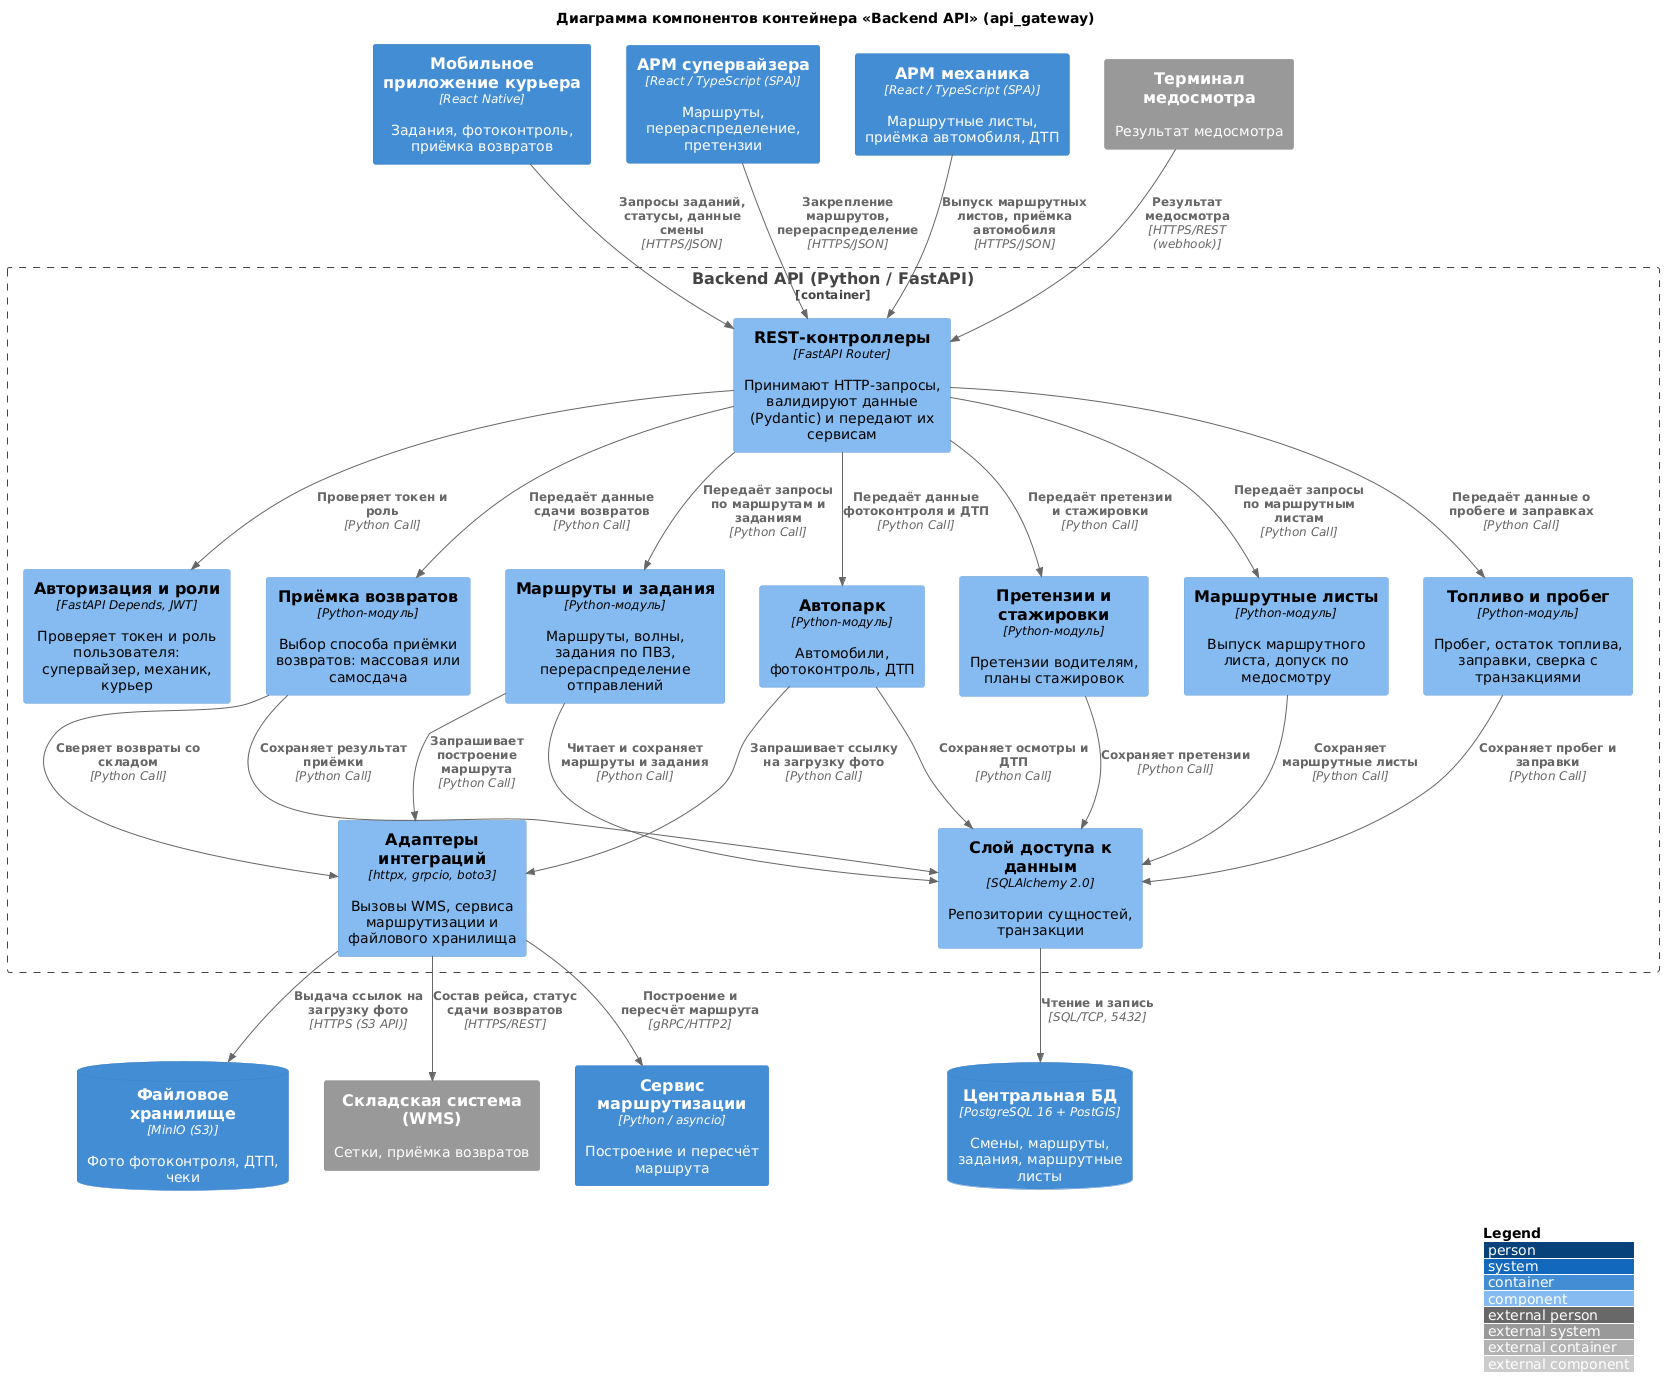 Диаграмма компонентов контейнера «Backend API» (api_gateway)
Мобильное
приложение курьера
[React Native]
Задания, фотоконтроль,
приёмка возвратов
АРМ супервайзера
[React / TypeScript (SPA)]
Маршруты,
перераспределение,
претензии
АРМ механика
[React / TypeScript (SPA)]
Маршрутные листы,
приёмка автомобиля, ДТП
Терминал
медосмотра
Результат медосмотра
Запросы заданий,
статусы, данные
смены
[HTTPS/JSON]
Закрепление
маршрутов,
перераспределение
[HTTPS/JSON]
Выпуск маршрутных
листов, приёмка
автомобиля
[HTTPS/JSON]
Результат
медосмотра
[HTTPS/REST
(webhook)]
Backend API (Python / FastAPI)
[container]
REST-контроллеры
[FastAPI Router]
Принимают HTTP-запросы,
валидируют данные
(Pydantic) и передают их
сервисам
Проверяет токен и
роль
[Python Call]
Передаёт данные
сдачи возвратов
[Python Call]
Передаёт запросы
по маршрутам и
заданиям
[Python Call]
Передаёт данные
фотоконтроля и ДТП
[Python Call]
Передаёт претензии
и стажировки
[Python Call]
Передаёт запросы
по маршрутным
листам
[Python Call]
Передаёт данные о
пробеге и заправках
[Python Call]
Авторизация и роли
[FastAPI Depends, JWT]
Проверяет токен и роль
пользователя:
супервайзер, механик,
курьер
Приёмка возвратов
[Python-модуль]
Выбор способа приёмки
возвратов: массовая или
самосдача
Маршруты и задания
[Python-модуль]
Маршруты, волны,
задания по ПВЗ,
перераспределение
отправлений
Автопарк
[Python-модуль]
Автомобили,
фотоконтроль, ДТП
Претензии и
стажировки
[Python-модуль]
Претензии водителям,
планы стажировок
Маршрутные листы
[Python-модуль]
Выпуск маршрутного
листа, допуск по
медосмотру
Топливо и пробег
[Python-модуль]
Пробег, остаток топлива,
заправки, сверка с
транзакциями
Сверяет возвраты со
складом
[Python Call]
Сохраняет результат
приёмки
[Python Call]
Запрашивает
построение
маршрута
[Python Call]
Читает и сохраняет
маршруты и задания
[Python Call]
Запрашивает ссылку
на загрузку фото
[Python Call]
Сохраняет осмотры и
ДТП
[Python Call]
Сохраняет претензии
[Python Call]
Сохраняет
маршрутные листы
[Python Call]
Сохраняет пробег и
заправки
[Python Call]
Адаптеры
интеграций
[httpx, grpcio, boto3]
Вызовы WMS, сервиса
маршрутизации и
файлового хранилища
Слой доступа к
данным
[SQLAlchemy 2.0]
Репозитории сущностей,
транзакции
Выдача ссылок на
загрузку фото
[HTTPS (S3 API)]
Состав рейса, статус
сдачи возвратов
[HTTPS/REST]
Построение и
пересчёт маршрута
[gRPC/HTTP2]
Чтение и запись
[SQL/TCP, 5432]
Файловое
хранилище
[MinIO (S3)]
Фото фотоконтроля, ДТП,
чеки
Складская система
(WMS)
Сетки, приёмка возвратов
Сервис
маршрутизации
[Python / asyncio]
Построение и пересчёт
маршрута
Центральная БД
[PostgreSQL 16 + PostGIS]
Смены, маршруты,
задания, маршрутные
листы
Legend
person
system
container
component
external person
external system
external container
external component